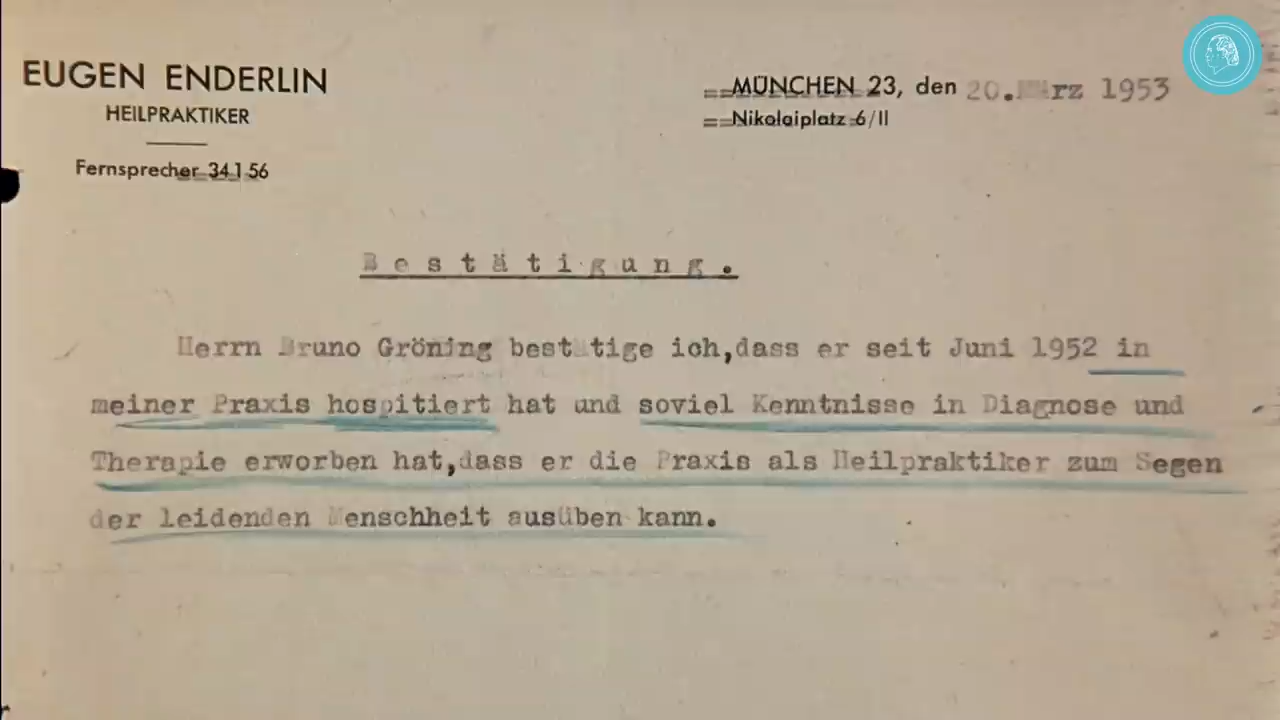 EUGEN ENDERLIN
HEILPRAKTIKER
Fernsprecher 34 1 56
MÜNCHEN 23, den 20.März 1953
Nikolaiplatz 6/II
Bestätigung.
Herrn Bruno Gröning bestätige ich,dass er seit Juni 1952 in
meiner Praxis hospitiert hat und soviel Kenntnisse in Diagnose und
Therapie erworben hat,dass er die Praxis als Heilpraktiker zum Segen
der leidenden Menschheit ausüben kann.